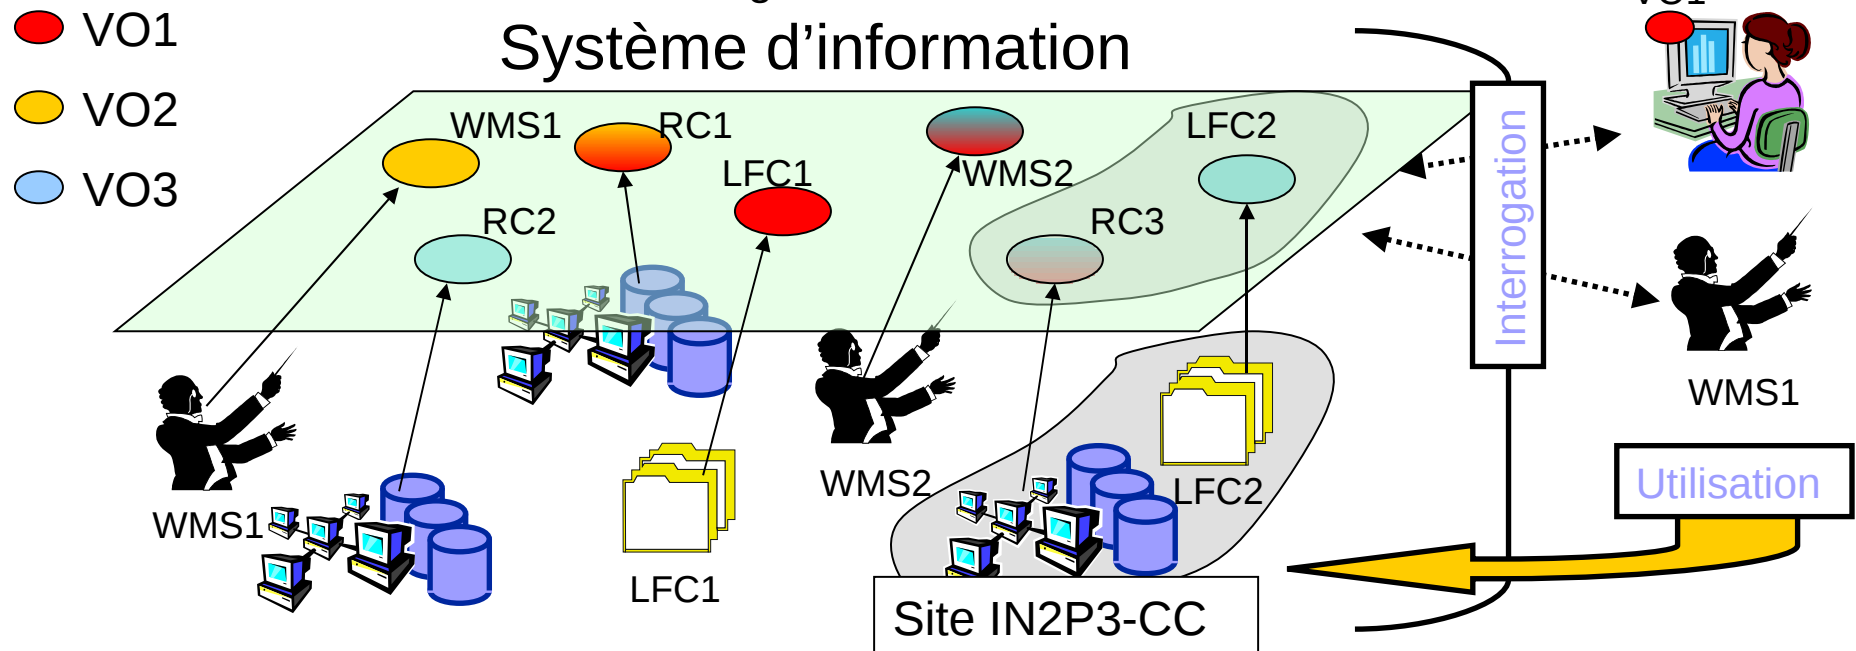 VO1
Système d’information
VO1
VO2
VO3
WMS1
RC1
LFC1
WMS2
LFC2
RC2
RC3
Interrogation
WMS1
WMS2
LFC2
Utilisation
WMS1
LFC1
Site IN2P3-CC